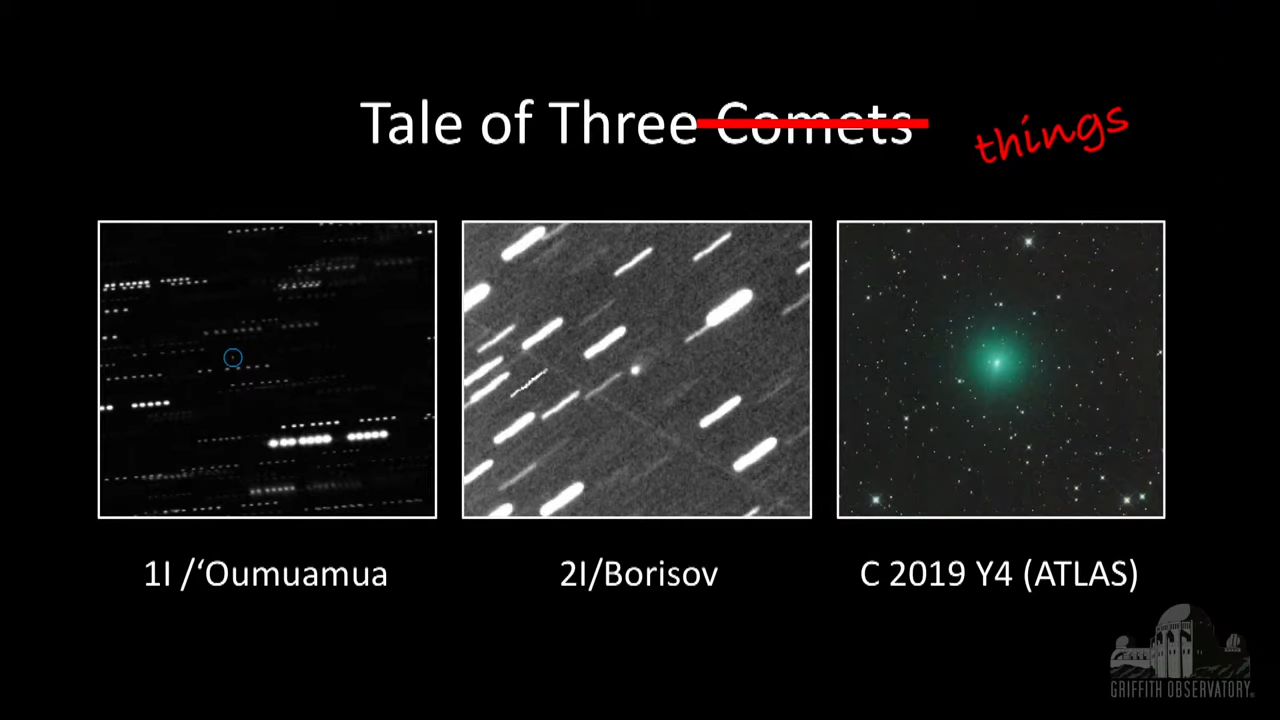 Tale of Three Comets things
1I /‘Oumuamua
2I/Borisov
C 2019 Y4 (ATLAS)
GRIFFITH OBSERVATORY